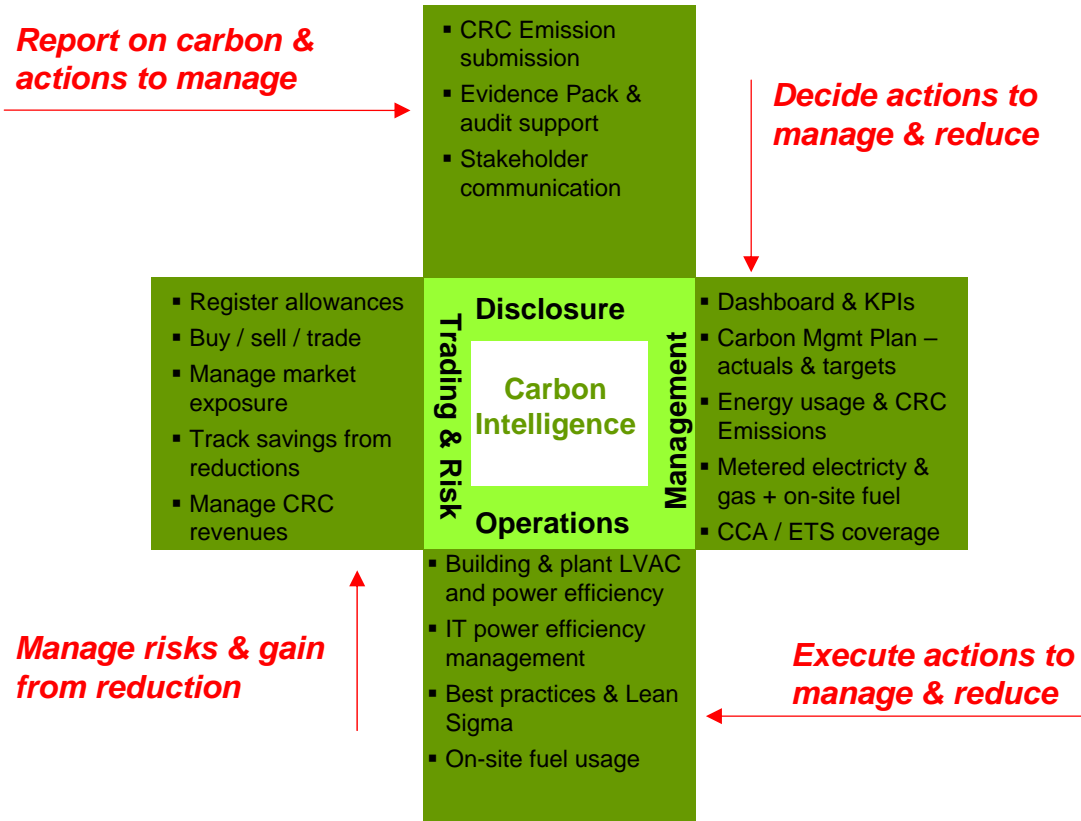 Report on carbon &
actions to manage
▪ CRC Emission
submission
▪ Evidence Pack &
audit support
▪ Stakeholder
communication
Decide actions to
manage & reduce
▪ Register allowances
▪ Buy / sell / trade
▪ Manage market
exposure
▪ Track savings from
reductions
▪ Manage CRC
revenues
Trading & Risk
Disclosure
Carbon
Intelligence
Operations
Management
▪ Dashboard & KPIs
▪ Carbon Mgmt Plan –
actuals & targets
▪ Energy usage & CRC
Emissions
▪ Metered electricty &
gas + on-site fuel
▪ CCA / ETS coverage
▪ Building & plant LVAC
and power efficiency
▪ IT power efficiency
management
▪ Best practices & Lean
Sigma
▪ On-site fuel usage
Manage risks & gain
from reduction
Execute actions to
manage & reduce